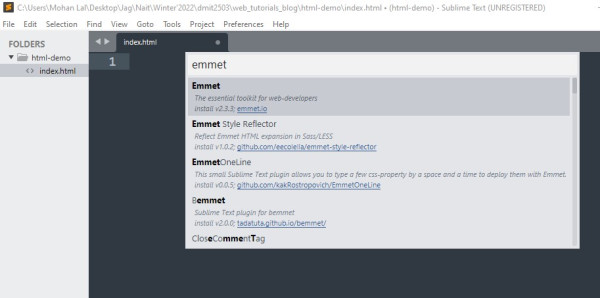 C:\Users\Mohan Lal\Desktop\Jag\Nait\Winter'2022\dmit2503\web_tutorials_blog\html-demo\index.html • (html-demo) - Sublime Text (UNREGISTERED)
File Edit Selection Find View Goto Tools Project Preferences Help
FOLDERS
html-demo
index.html
index.html
1
emmet
Emmet
The essential toolkit for web-developers
install v2.3.3; emmet.io
Emmet Style Reflector
Reflect Emmet HTML expansion in Sass/LESS
install v1.0.2; github.com/eecolella/emmet-style-reflector
EmmetOneLine
This small Sublime Text plugin allows you to type a few css-property by a space and a time to deploy them with Emmet.
install v0.0.5; github.com/kakRostropovich/EmmetOneLine
Bemmet
Sublime Text plugin for bemmet
install v2.0.0; tadatuta.github.io/bemmet/
CloseCommentTag